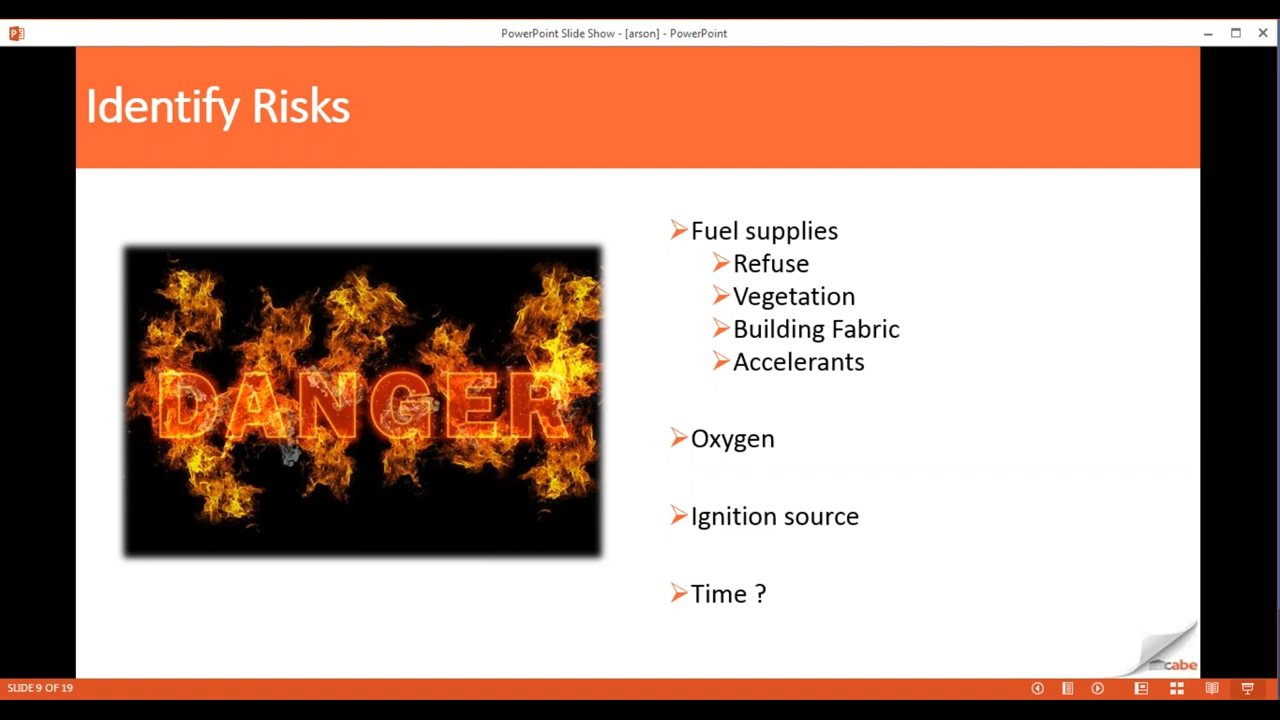 PowerPoint Slide Show - [arson] - PowerPoint
Identify Risks
DANGER
Fuel supplies
Refuse
Vegetation
Building Fabric
Accelerants
Oxygen
Ignition source
Time ?
cabe
SLIDE 9 OF 19